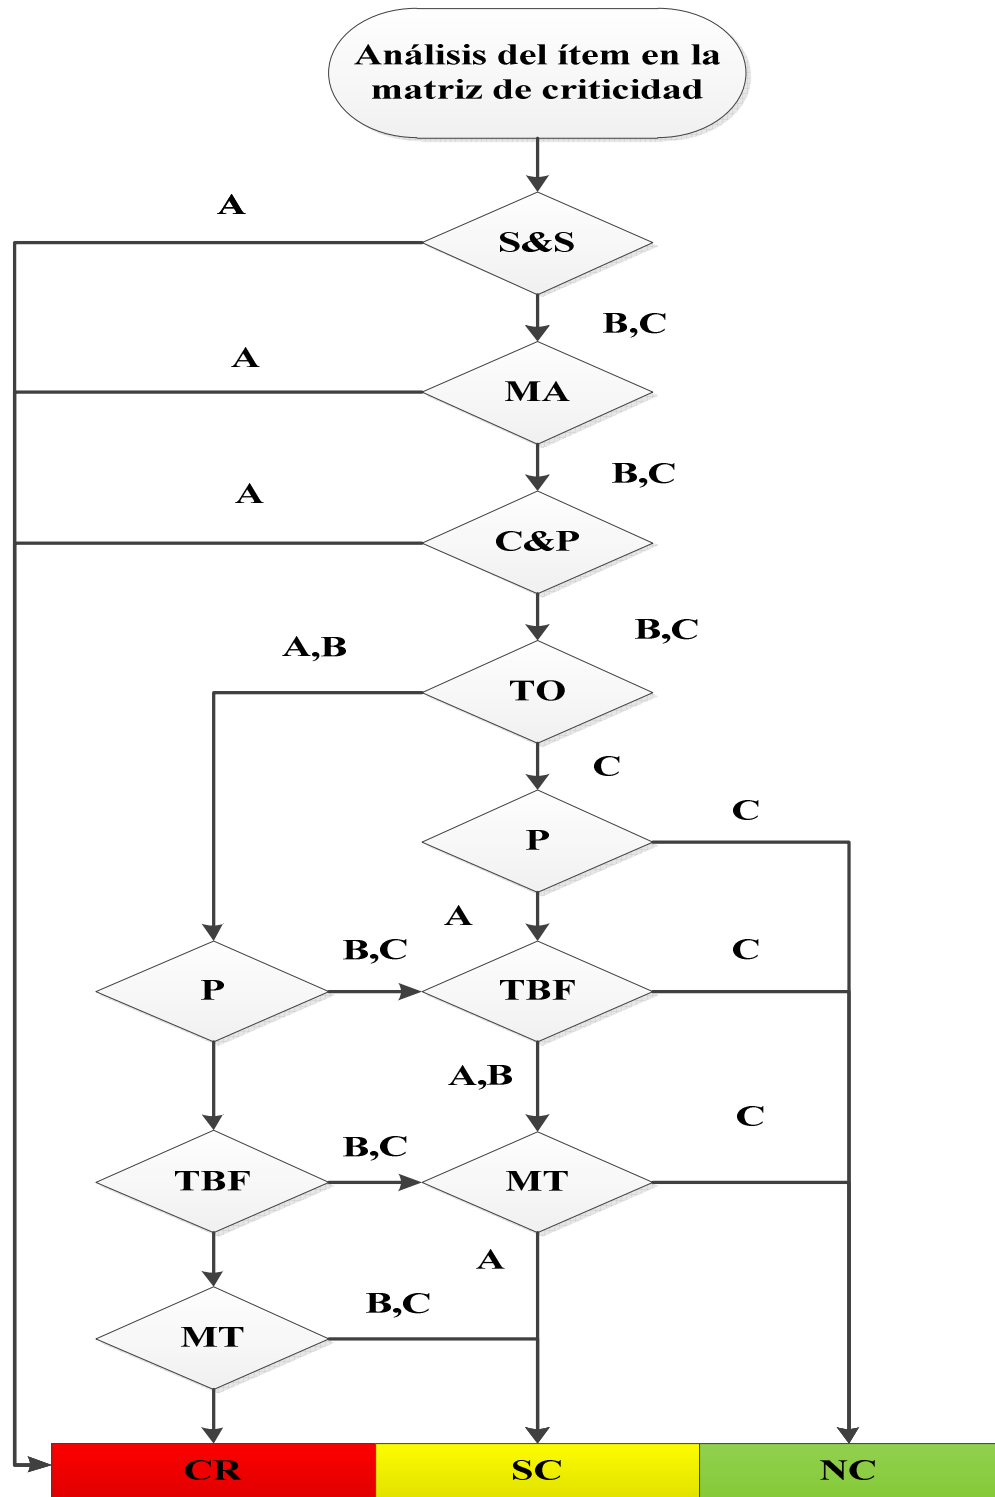 Análisis del ítem en la
matriz de criticidad
A
S&S
B,C
A
MA
B,C
A
C&P
B,C
A,B
TO
C
P
C
A
P
B,C
TBF
C
A,B
TBF
B,C
MT
C
A
MT
B,C
CR
SC
NC